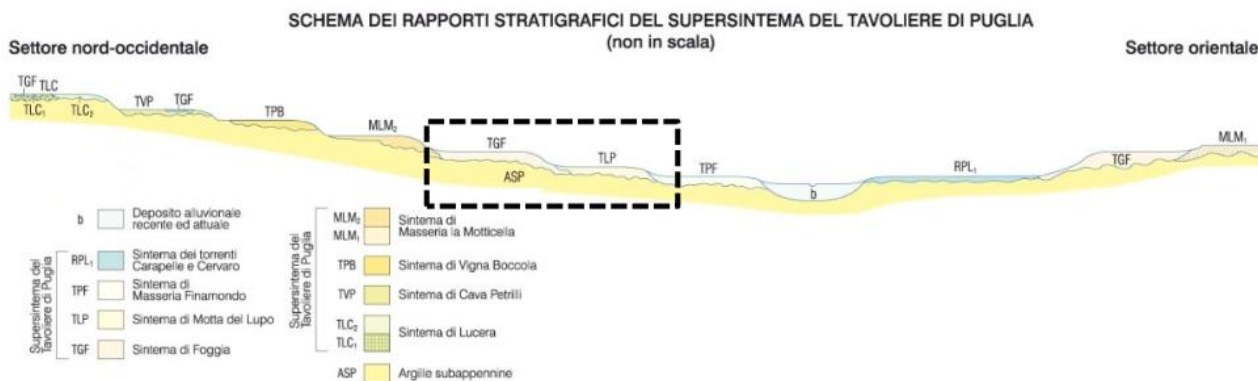 SCHEMA DEI RAPPORTI STRATIGRAFICI DEL SUPERSINTEMA DEL TAVOLIERE DI PUGLIA
(non in scala)
Settore nord-occidentale
Settore orientale
TGF TLC
TLC₁ TLC₂
TVP TGF
TPB
MLM₂
TGF
ASP
TLP
TPF
b
RPL₁
TGF
MLM₁
b Deposito alluvionale
recente ed attuale
Supersintema del
Tavoliere di Puglia
RPL₁ Sintema dei torrenti
Carapelle e Cervaro
TPF Sintema di
Masseria Finamondo
TLP Sintema di Motta del Lupo
TGF Sintema di Foggia
Supersintema del
Tavoliere di Puglia
MLM₂ Sintema di
MLM₁ Masseria la Motticella
TPB Sintema di Vigna Boccola
TVP Sintema di Cava Petrilli
TLC₂
TLC₁ Sintema di Lucera
ASP Argille subappennine